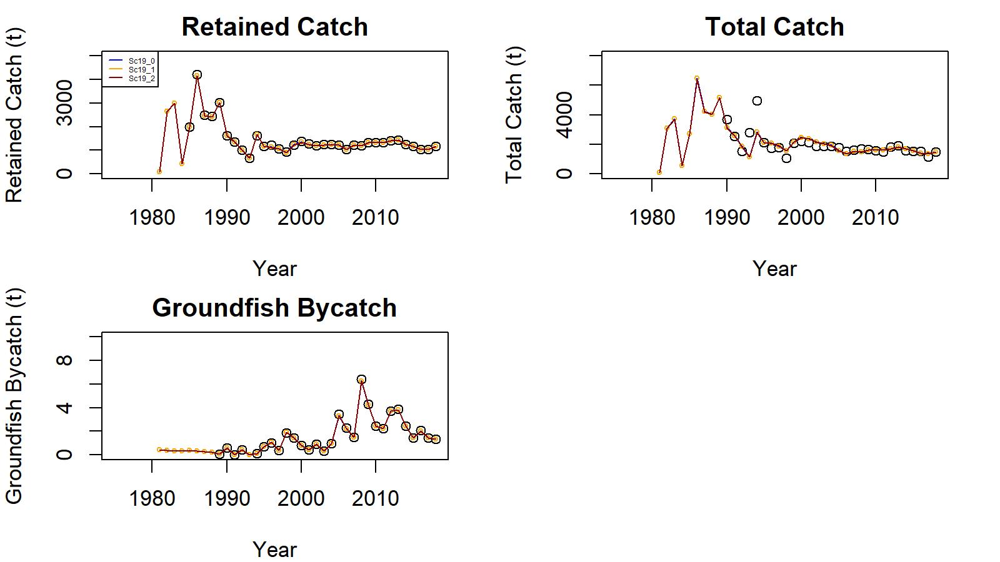 Retained Catch
Retained Catch (t)
3000
0
Sc19_0
Sc19_1
Sc19_2
1980 1990 2000 2010
Year
Total Catch
Total Catch (t)
4000
0
1980 1990 2000 2010
Year
Groundfish Bycatch
Groundfish Bycatch (t)
8
4
0
1980 1990 2000 2010
Year